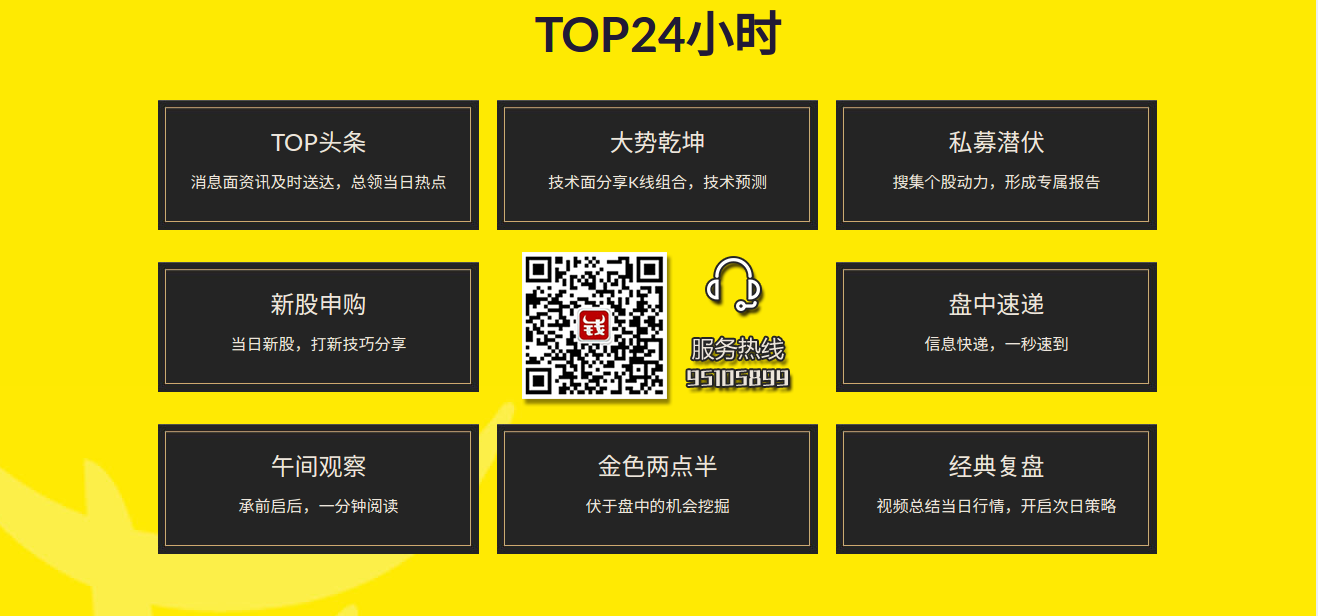 TOP24小时
TOP头条
消息面资讯及时送达，总领当日热点
大势乾坤
技术面分享K线组合，技术预测
私募潜伏
搜集个股动力，形成专属报告
新股申购
当日新股，打新技巧分享
钱
服务热线
95105899
盘中速递
信息快递，一秒速到
午间观察
承前启后，一分钟阅读
金色两点半
伏于盘中的机会挖掘
经典复盘
视频总结当日行情，开启次日策略